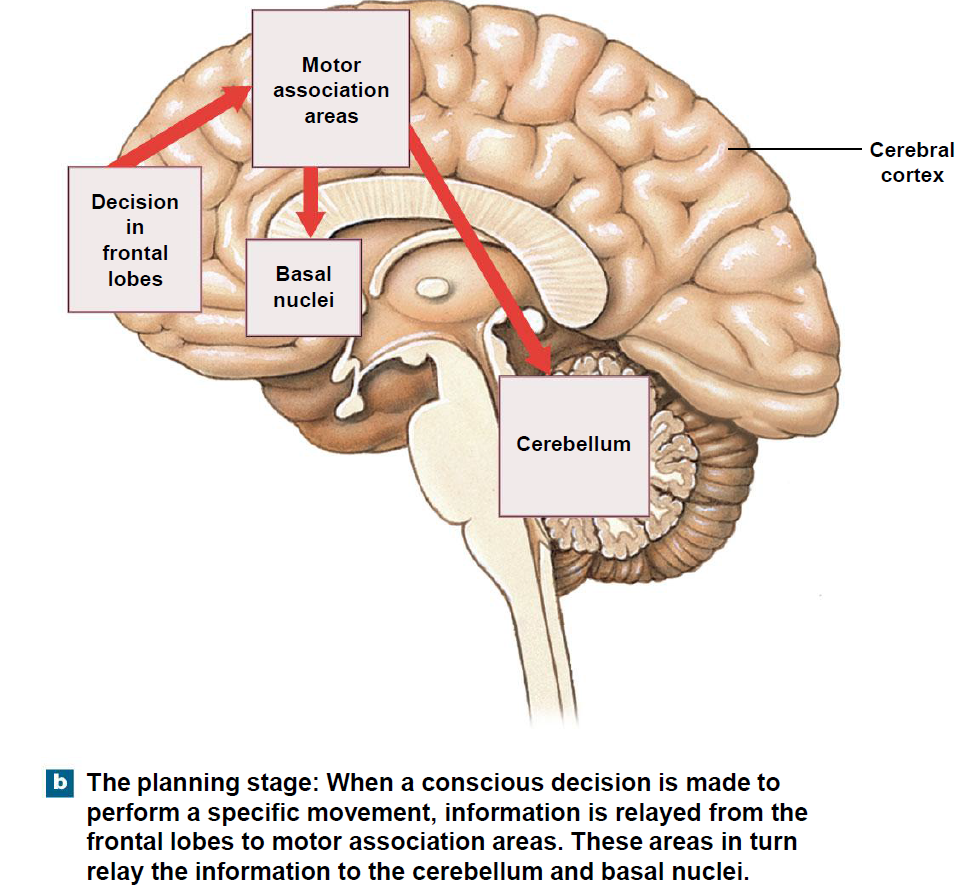 Motor
association
areas
Decision
in
frontal
lobes
Basal
nuclei
Cerebral
cortex
Cerebellum
b The planning stage: When a conscious decision is made to
perform a specific movement, information is relayed from the
frontal lobes to motor association areas. These areas in turn
relay the information to the cerebellum and basal nuclei.